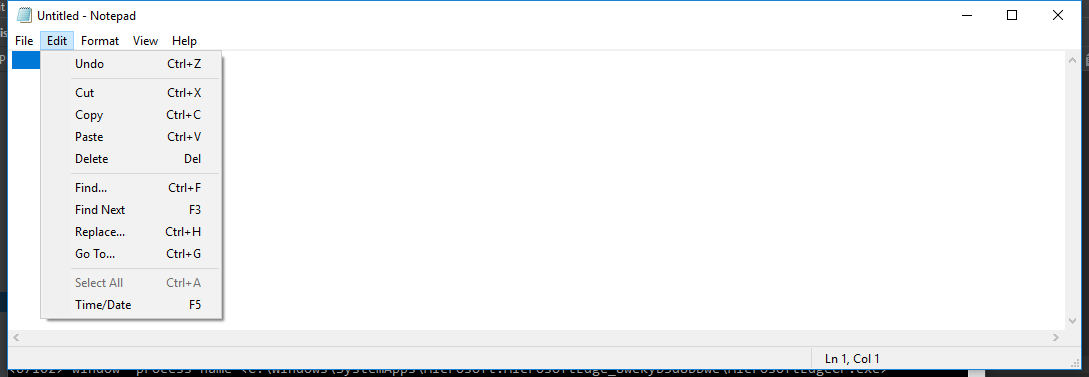 Untitled - Notepad
File Edit Format View Help
Undo Ctrl+Z
Cut Ctrl+X
Copy Ctrl+C
Paste Ctrl+V
Delete Del
Find... Ctrl+F
Find Next F3
Replace... Ctrl+H
Go To... Ctrl+G
Select All Ctrl+A
Time/Date F5
Ln 1, Col 1